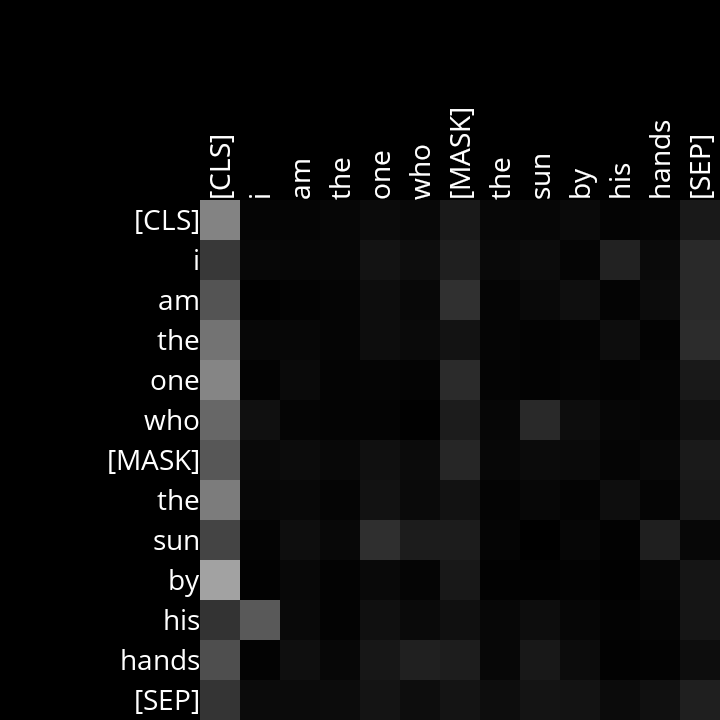 [CLS] i am the one who [MASK] the sun by his hands [SEP]
[CLS]
i
am
the
one
who
[MASK]
the
sun
by
his
hands
[SEP]